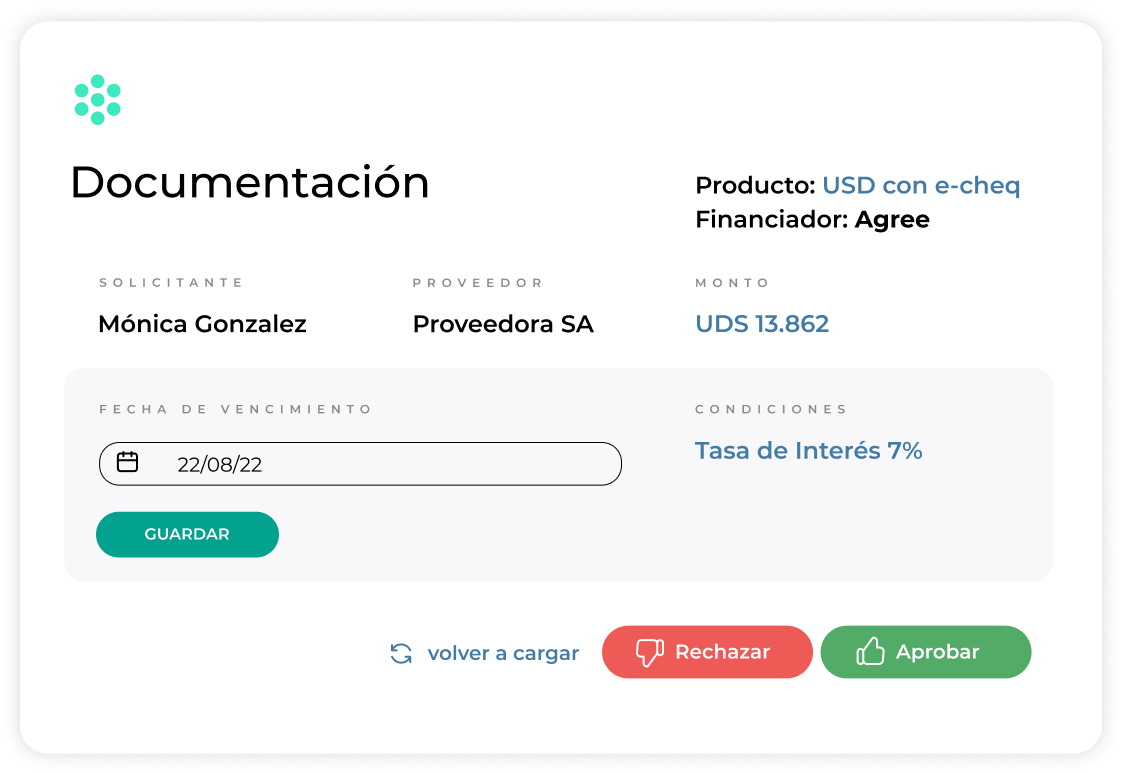 Documentación
Producto: USD con e-cheq
Financiador: Agree
SOLICITANTE
PROVEEDOR
MONTO
Mónica Gonzalez
Proveedora SA
UDS 13.862
FECHA DE VENCIMIENTO
CONDICIONES
22/08/22
Tasa de Interés 7%
GUARDAR
volver a cargar
Rechazar
Aprobar